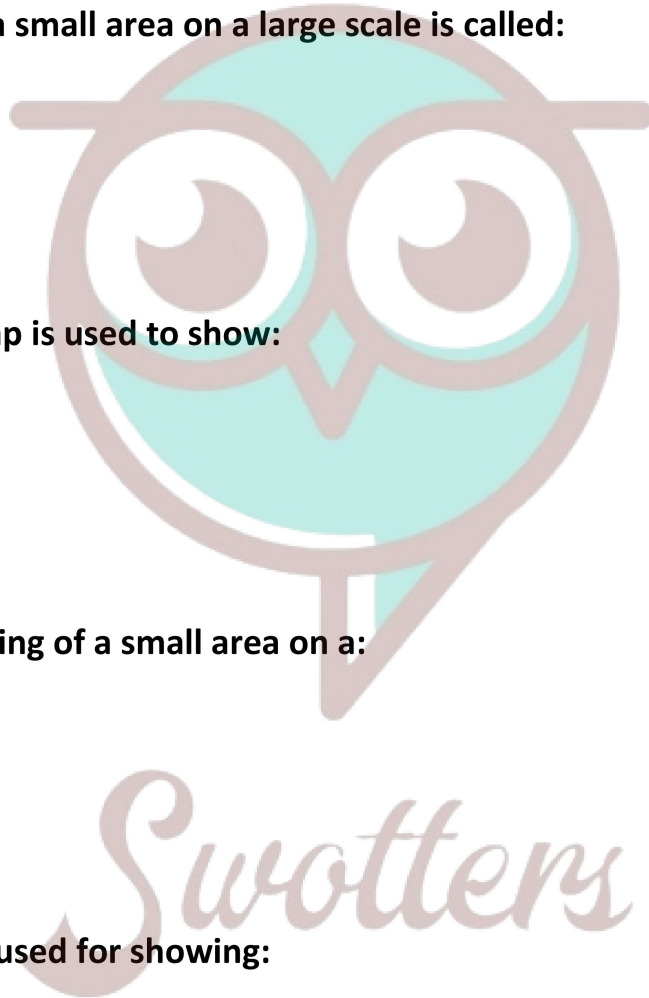 a small area on a large scale is called:
is used to show:
ing of a small area on a:
used for showing:
Swotters